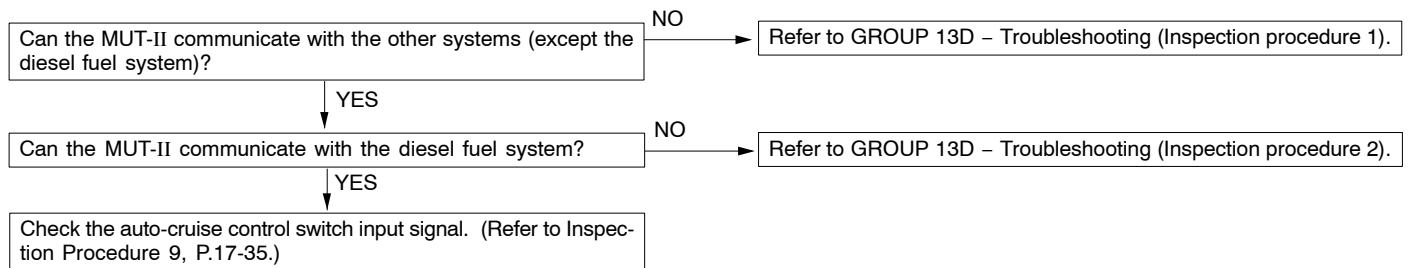 Can the MUT-II communicate with the other systems (except the
diesel fuel system)?
NO
Refer to GROUP 13D – Troubleshooting (Inspection procedure 1).
YES
Can the MUT-II communicate with the diesel fuel system?
NO
Refer to GROUP 13D – Troubleshooting (Inspection procedure 2).
YES
Check the auto-cruise control switch input signal. (Refer to Inspec-
tion Procedure 9, P.17-35.)